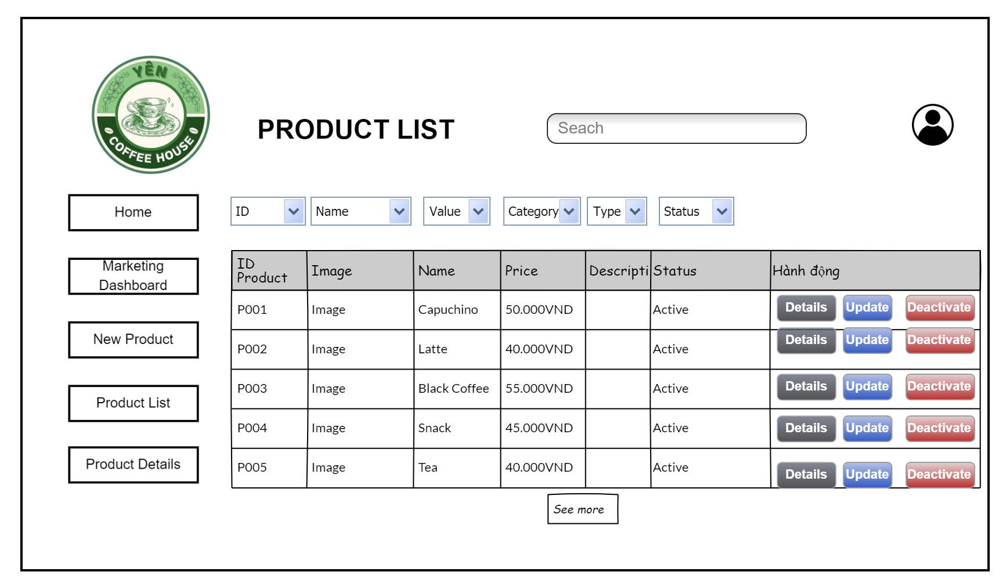 YÊN
COFFEE HOUSE
PRODUCT LIST
Seach
Home
Marketing
Dashboard
New Product
Product List
Product Details
ID Name Value Category Type Status
ID
Product Image Name Price Descripti Status Hành động
P001 Image Capuchino 50.000VND Active Details Update Deactivate
P002 Image Latte 40.000VND Active Details Update Deactivate
P003 Image Black Coffee 55.000VND Active Details Update Deactivate
P004 Image Snack 45.000VND Active Details Update Deactivate
P005 Image Tea 40.000VND Active Details Update Deactivate
See more